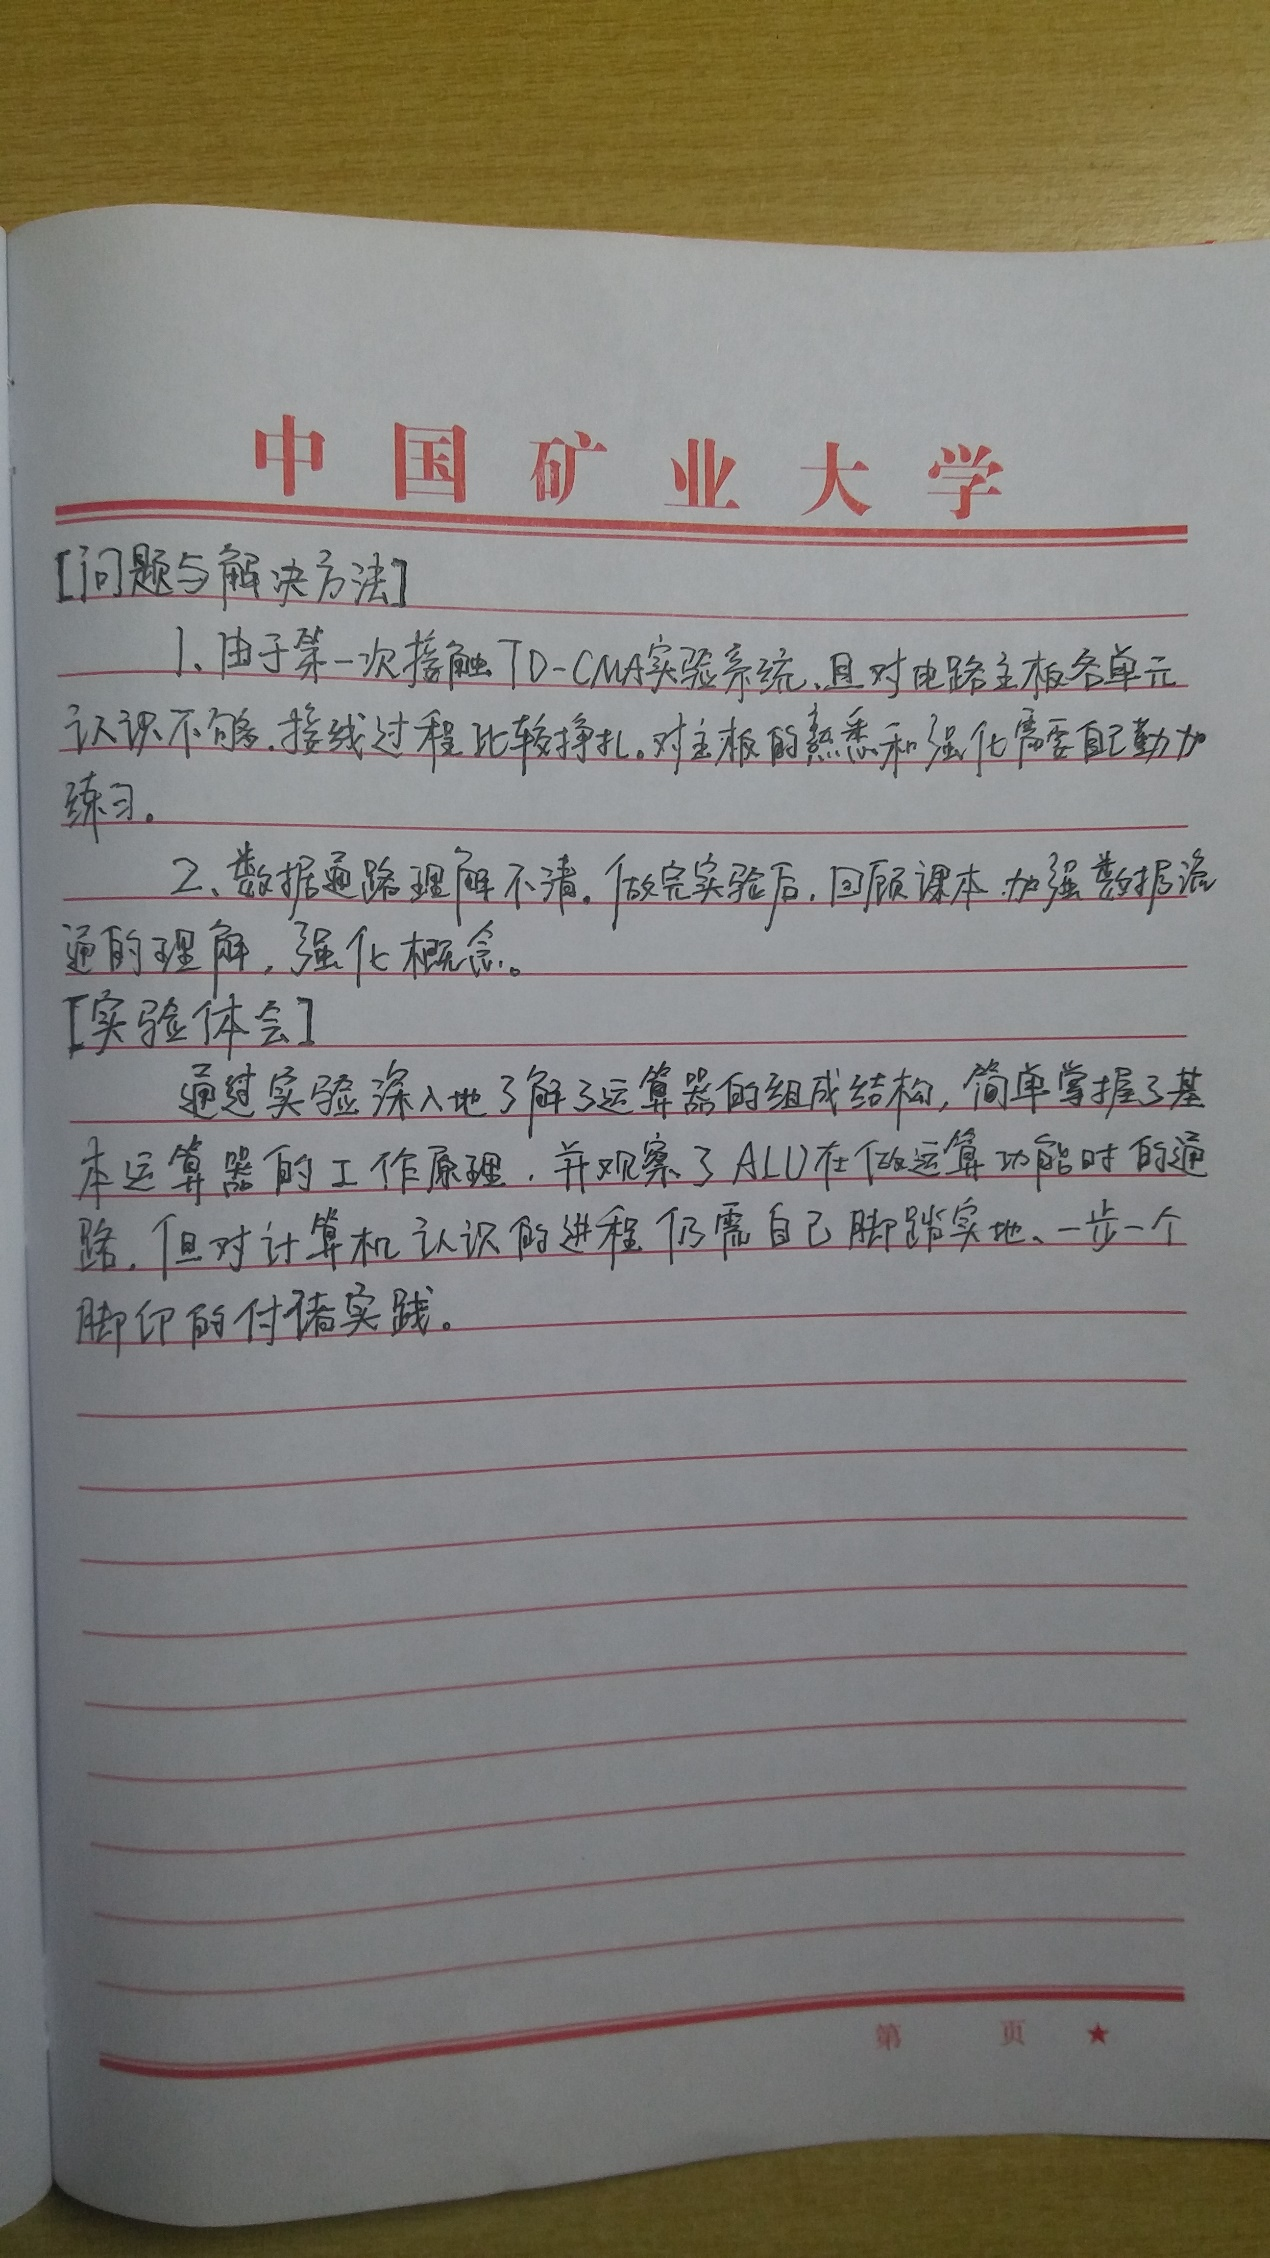 中国矿业大学
[问题与解决方法]
1、由于第一次接触TD-CMA实验系统、且对电路主板各单元
认识不够，接线过程比较挣扎。对主板的熟悉和强化需要自己勤加
练习。
2、数据通路理解不清。做完实验后，回顾课本，加强数据流
通的理解，强化概念。
[实验体会]
通过实验深入地了解了运算器的组成结构，简单掌握了基
本运算器的工作原理，并观察了ALU在做运算功能时的通
路，但对计算机认识的进程仍需自己脚踏实地、一步一个
脚印的付诸实践。
第 页 ★